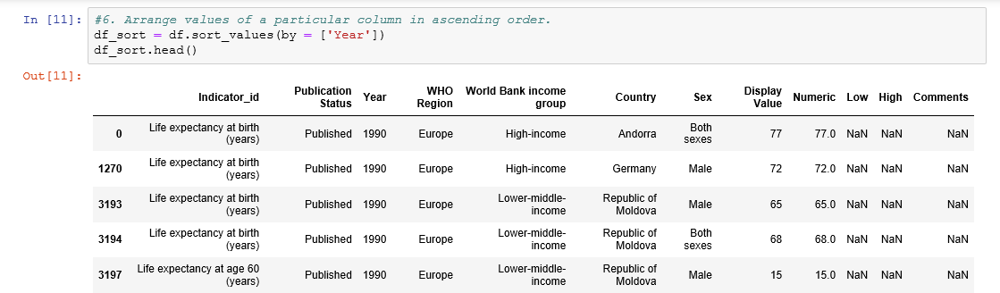 In [11]: #6. Arrange values of a particular column in ascending order.
df_sort = df.sort_values(by = ['Year'])
df_sort.head()
Out[11]:
Indicator_id Publication Status Year WHO Region World Bank income group Country Sex Display Value Numeric Low High Comments
0 Life expectancy at birth (years) Published 1990 Europe High-income Andorra Both sexes 77 77.0 NaN NaN NaN
1270 Life expectancy at birth (years) Published 1990 Europe High-income Germany Male 72 72.0 NaN NaN NaN
3193 Life expectancy at birth (years) Published 1990 Europe Lower-middle-income Republic of Moldova Male 65 65.0 NaN NaN NaN
3194 Life expectancy at birth (years) Published 1990 Europe Lower-middle-income Republic of Moldova Both sexes 68 68.0 NaN NaN NaN
3197 Life expectancy at age 60 (years) Published 1990 Europe Lower-middle-income Republic of Moldova Male 15 15.0 NaN NaN NaN